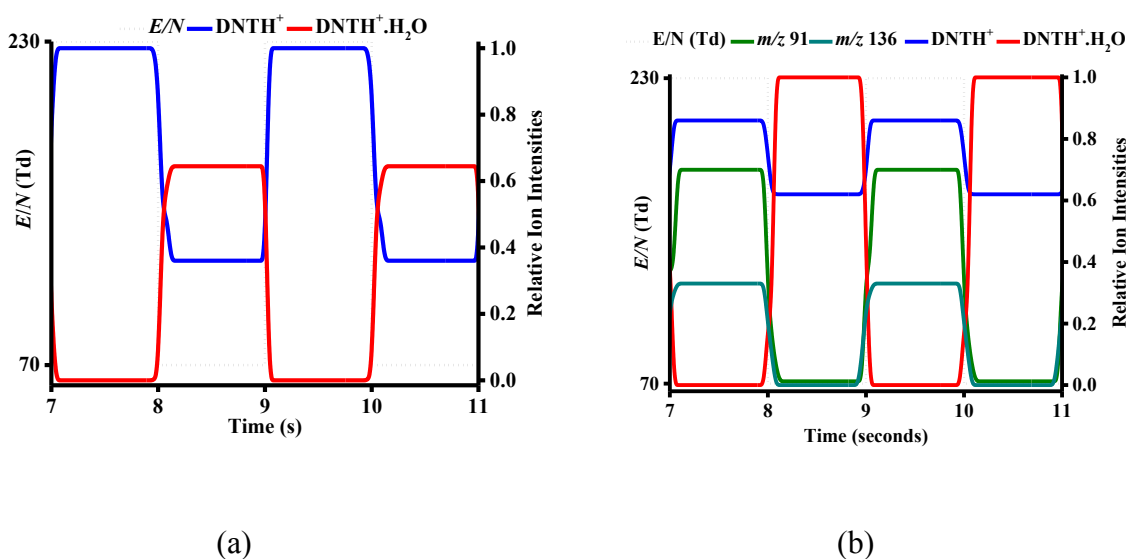 E/N DNTH⁺ DNTH⁺.H₂O
230
70
E/N (Td)
1.0
0.8
0.6
0.4
0.2
0.0
Relative Ion Intensities
7 8 9 10 11
Time (s)
(a)
E/N (Td) m/z 91 m/z 136 DNTH⁺ DNTH⁺.H₂O
230
70
E/N (Td)
1.0
0.8
0.6
0.4
0.2
0.0
Relative Ion Intensities
7 8 9 10 11
Time (seconds)
(b)